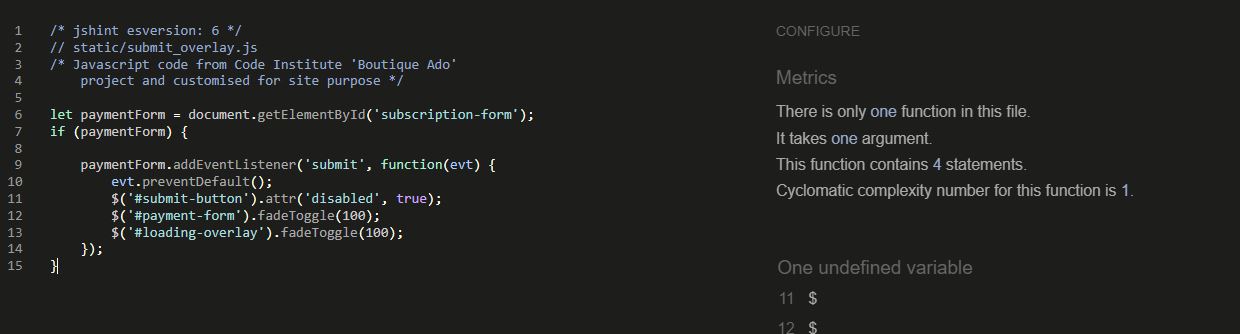 1 /* jshint esversion: 6 */
2 // static/submit_overlay.js
3 /* Javascript code from Code Institute 'Boutique Ado'
4 project and customised for site purpose */
5
6 let paymentForm = document.getElementById('subscription-form');
7 if (paymentForm) {
8
9 paymentForm.addEventListener('submit', function(evt) {
10 evt.preventDefault();
11 $('#submit-button').attr('disabled', true);
12 $('#payment-form').fadeToggle(100);
13 $('#loading-overlay').fadeToggle(100);
14 });
15 }
CONFIGURE
Metrics
There is only one function in this file.
It takes one argument.
This function contains 4 statements.
Cyclomatic complexity number for this function is 1.
One undefined variable
11 $
12 $